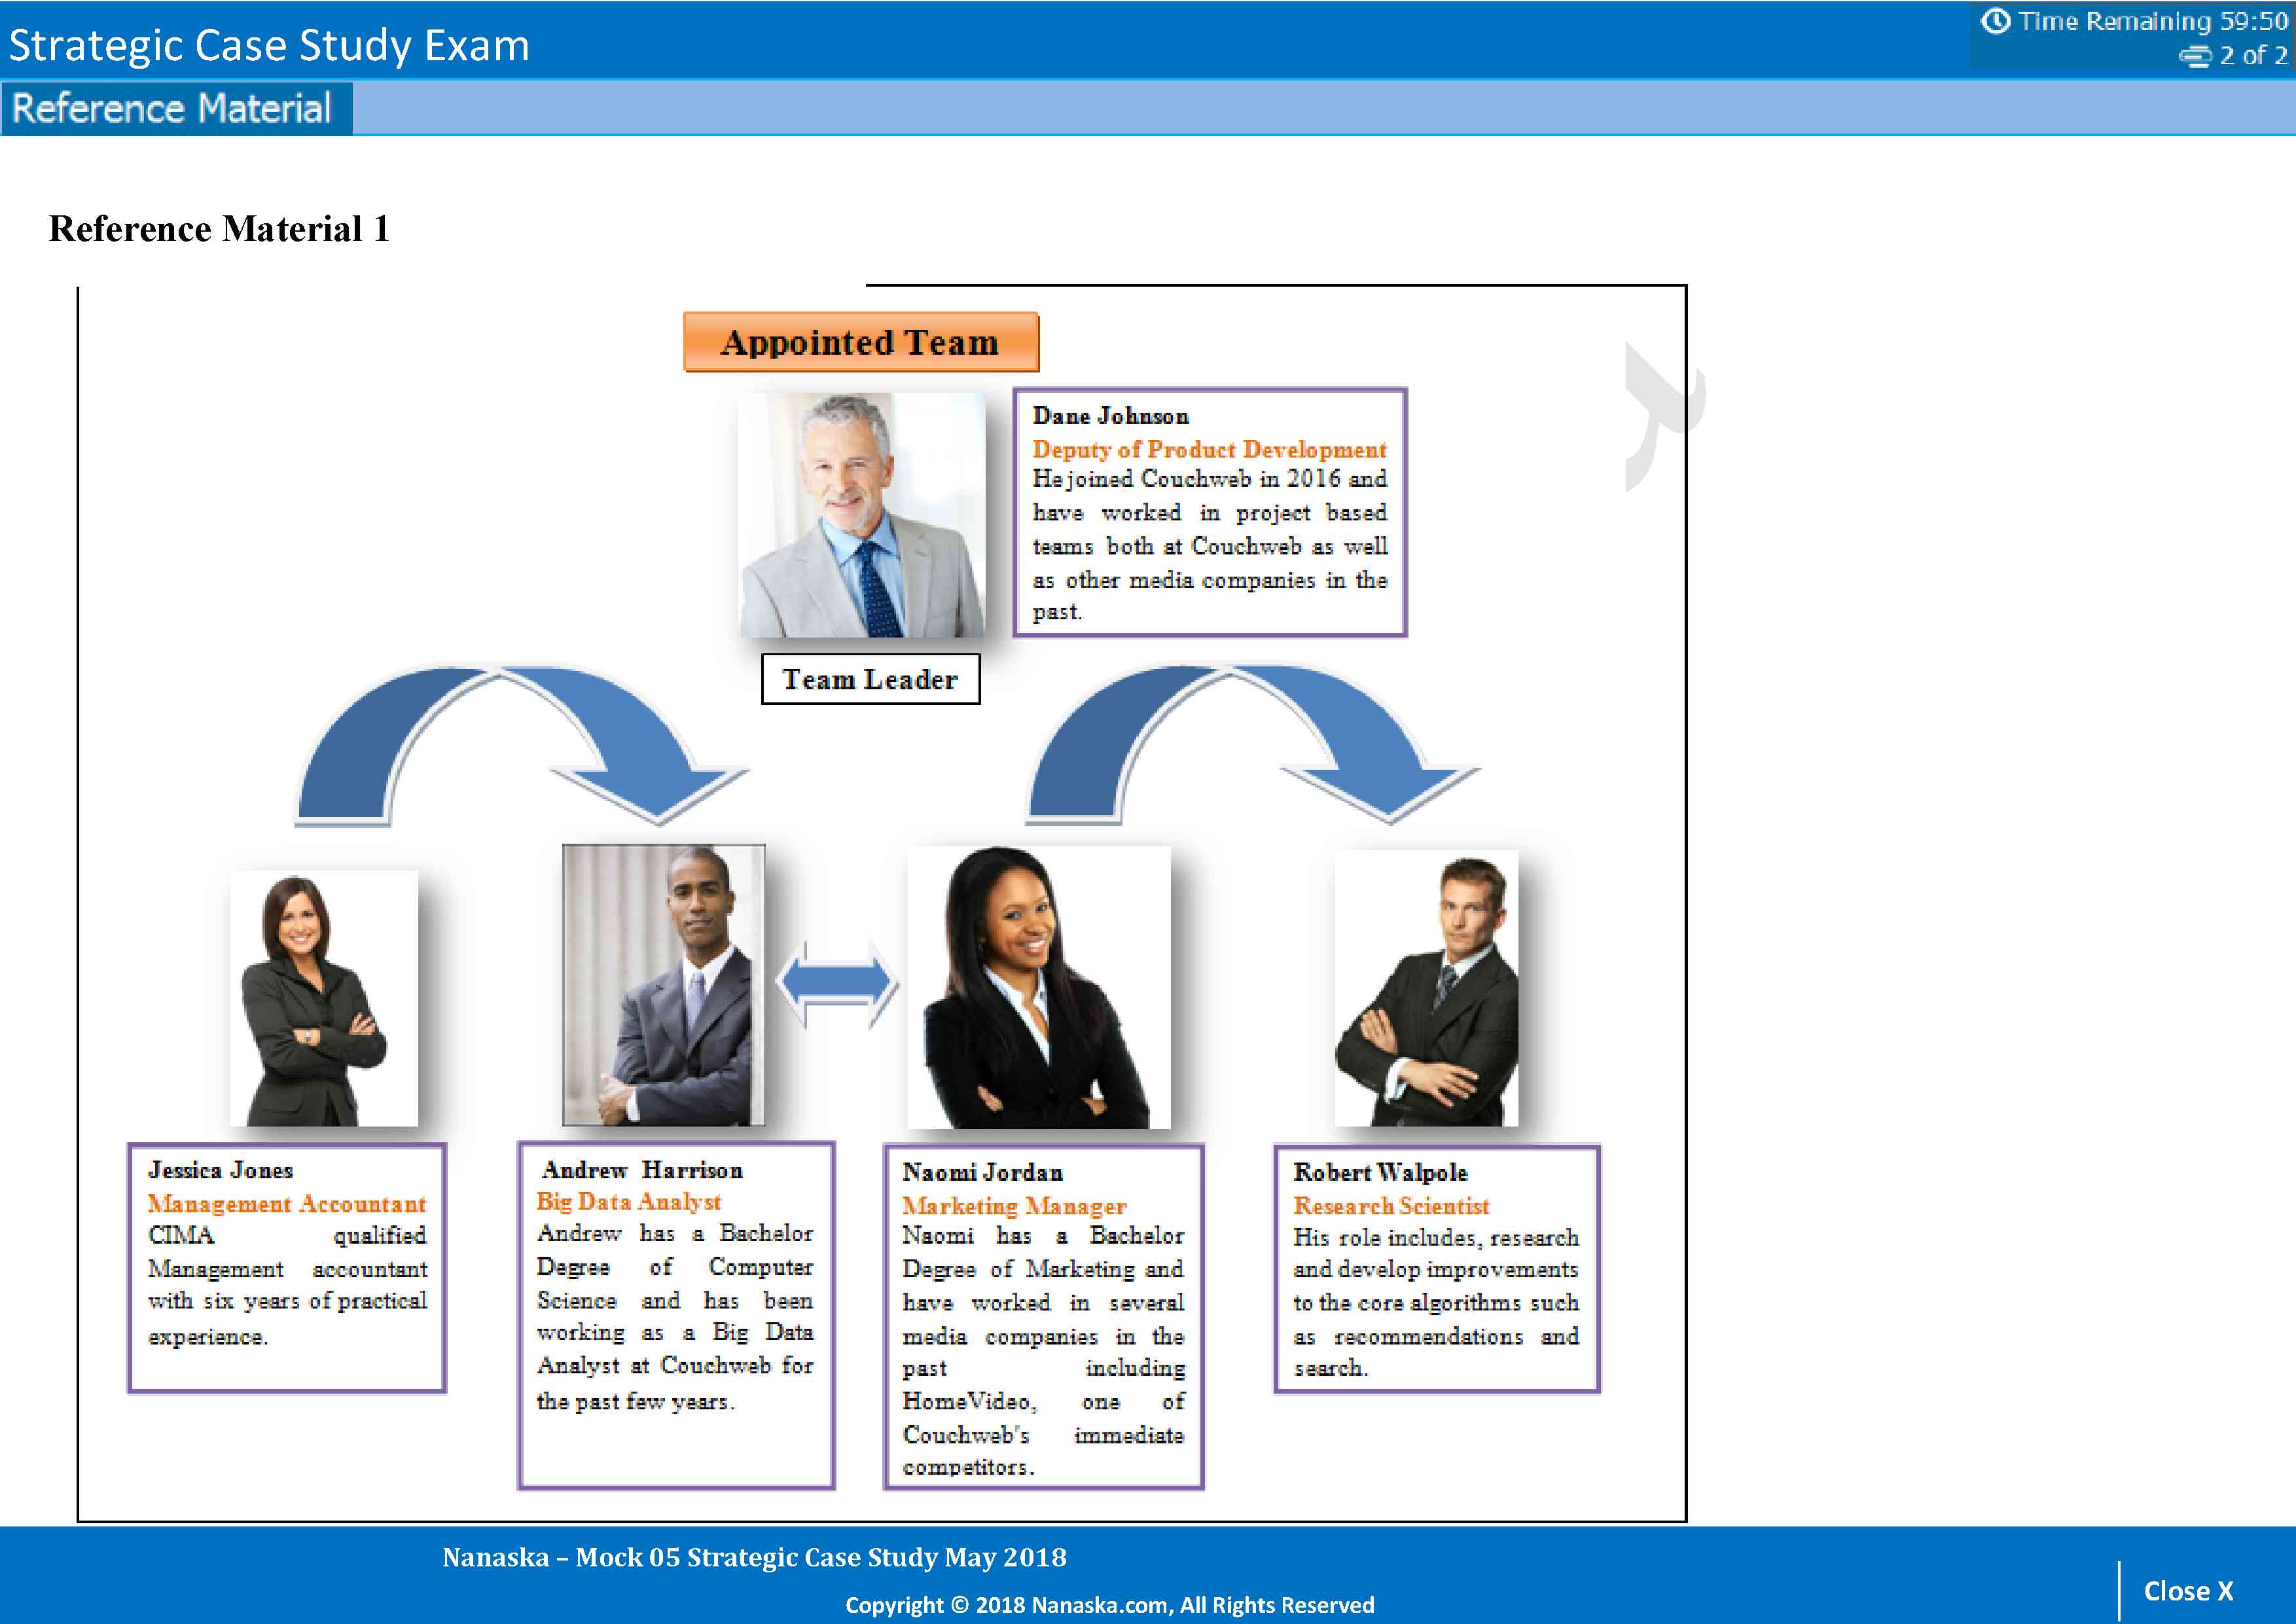 Strategic Case Study Exam
Time Remaining 59:50
2 of 2
Reference Material
Reference Material 1
Appointed Team
Dane Johnson
Deputy of Product Development
He joined Couchweb in 2016 and
have worked in project based
teams both at Couchweb as well
as other media companies in the
past.
Team Leader
Jessica Jones
Management Accountant
CIMA qualified
Management accountant
with six years of practical
experience.
Andrew Harrison
Big Data Analyst
Andrew has a Bachelor
Degree of Computer
Science and has been
working as a Big Data
Analyst at Couchweb for
the past few years.
Naomi Jordan
Marketing Manager
Naomi has a Bachelor
Degree of Marketing and
have worked in several
media companies in the
past including
HomeVideo, one of
Couchweb's immediate
competitors.
Robert Walpole
Research Scientist
His role includes, research
and develop improvements
to the core algorithms such
as recommendations and
search.
Nanaska – Mock 05 Strategic Case Study May 2018
Copyright © 2018 Nanaska.com, All Rights Reserved
Close X